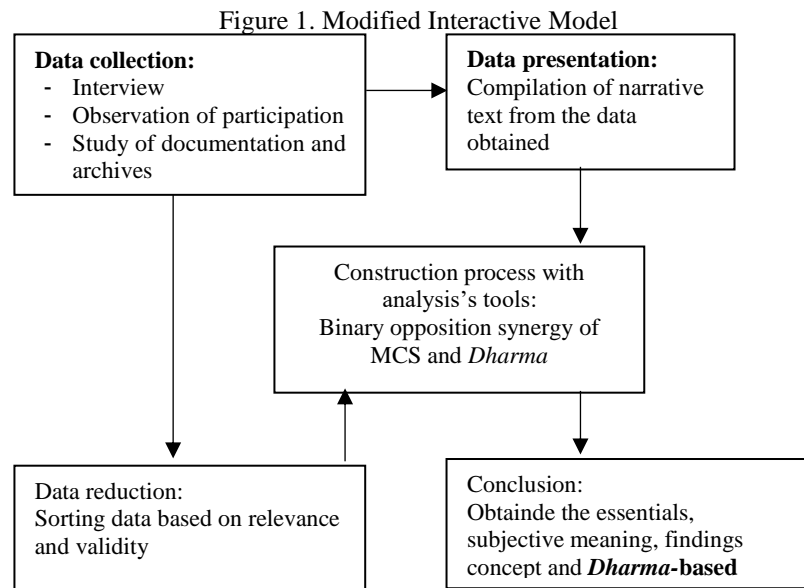 Figure 1. Modified Interactive Model
Data collection:
- Interview
- Observation of participation
- Study of documentation and
archives
Data presentation:
Compilation of narrative
text from the data
obtained
Construction process with
analysis’s tools:
Binary opposition synergy of
MCS and Dharma
Data reduction:
Sorting data based on relevance
and validity
Conclusion:
Obtainde the essentials,
subjective meaning, findings
concept and Dharma-based